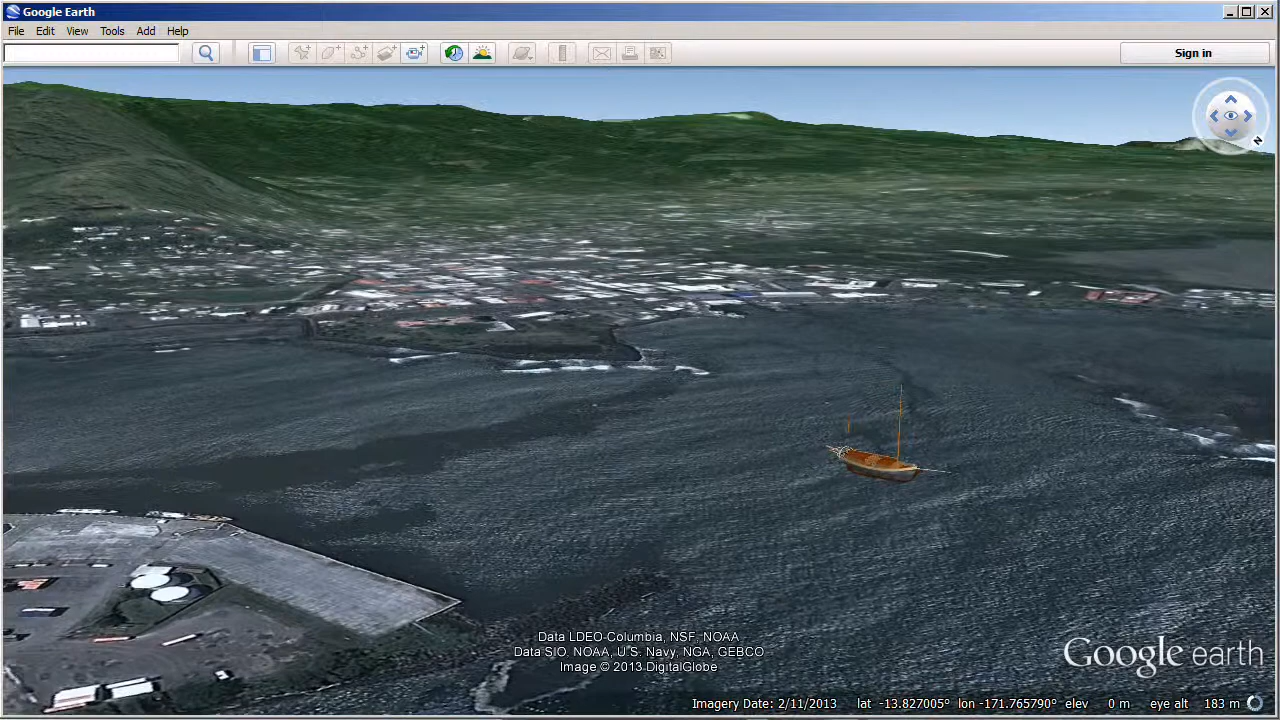 Google Earth
File Edit View Tools Add Help
Sign in
N
Data LDEO-Columbia, NSF, NOAA
Data SIO, NOAA, U.S. Navy, NGA, GEBCO
Image © 2013 DigitalGlobe
Google earth
Imagery Date: 2/11/2013 lat -13.827005° lon -171.765790° elev 0 m eye alt 183 m